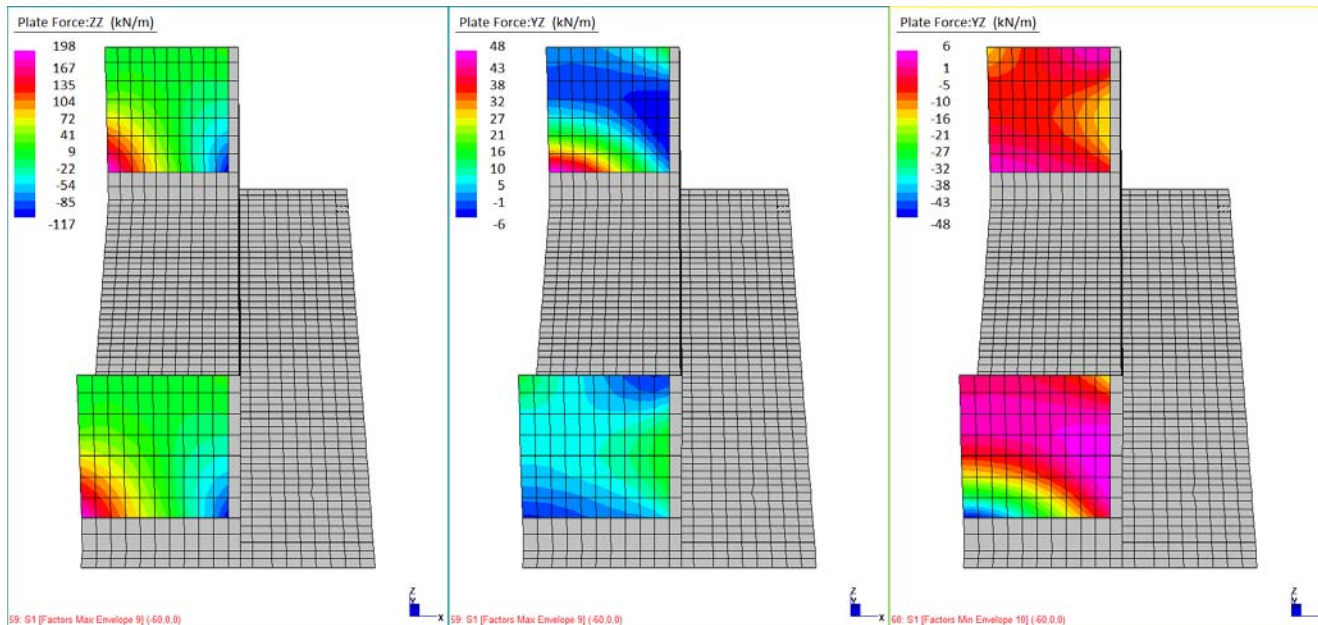 Plate Force:ZZ (kN/m)
198
167
135
104
72
41
9
-22
-54
-85
-117
59: S1 [Factors Max Envelope 9] (-60,0,0)
Z
Y
X
Plate Force:YZ (kN/m)
48
43
38
32
27
21
16
10
5
-1
-6
59: S1 [Factors Max Envelope 9] (-60,0,0)
Z
Y
X
Plate Force:YZ (kN/m)
6
1
-5
-10
-16
-21
-27
-32
-38
-43
-48
60: S1 [Factors Min Envelope 10] (-60,0,0)
Z
Y
X